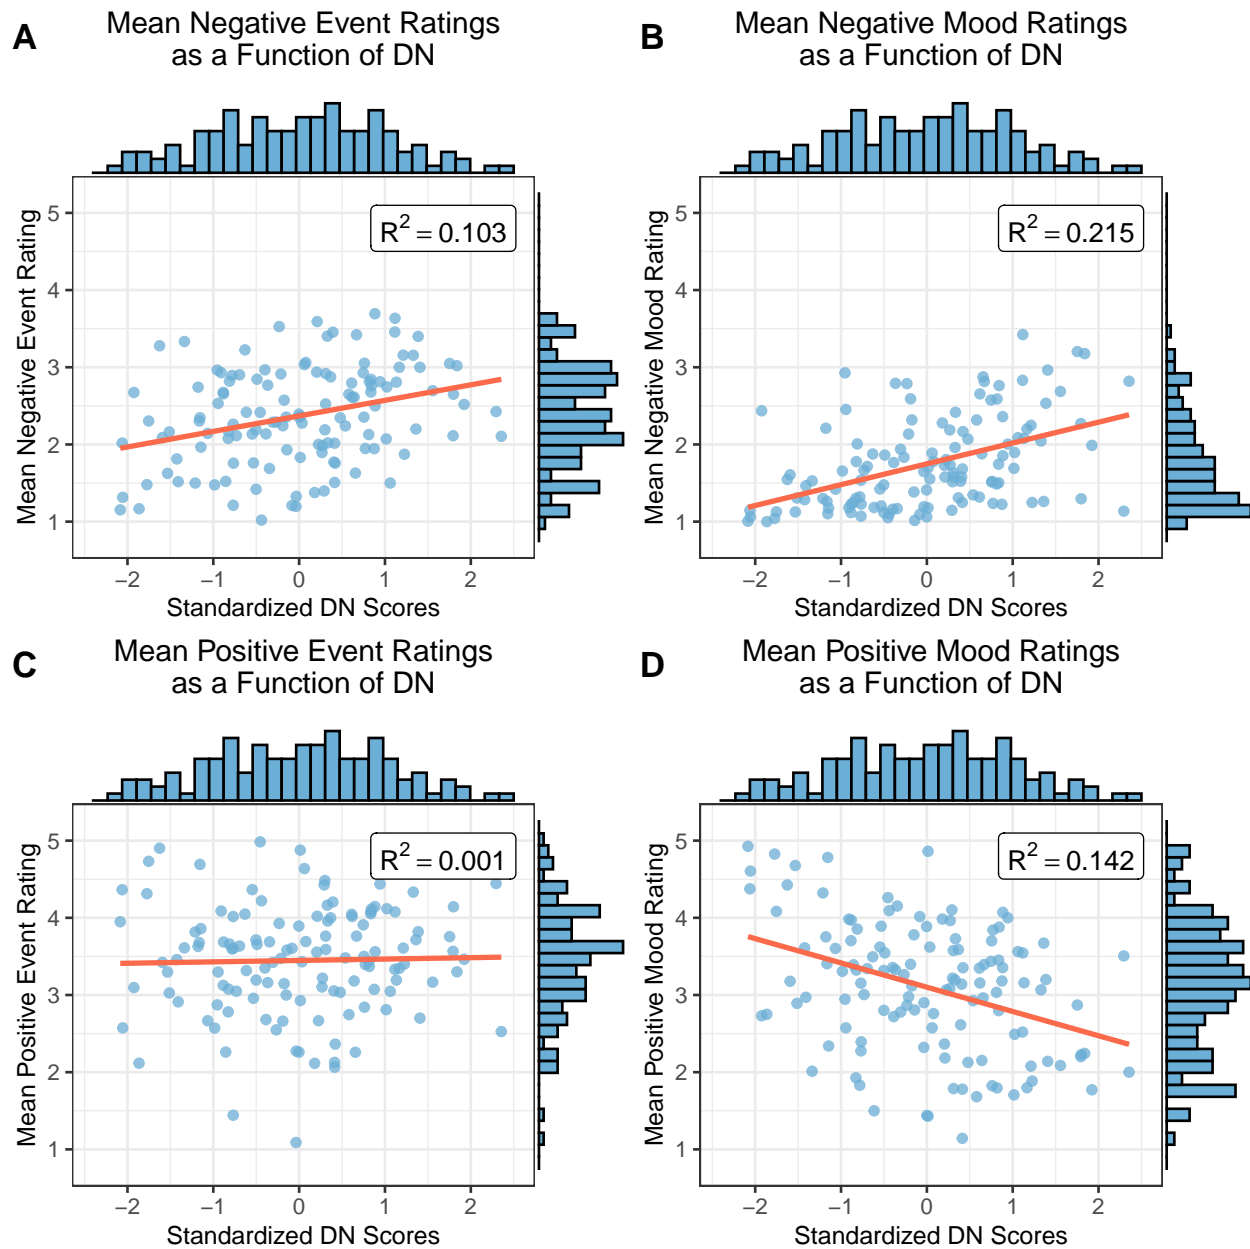 A
Mean Negative Event Ratings
as a Function of DN
Mean Negative Event Rating
5
4
3
2
1
R² = 0.103
−2 −1 0 1 2
Standardized DN Scores
B
Mean Negative Mood Ratings
as a Function of DN
Mean Negative Mood Rating
5
4
3
2
1
R² = 0.215
−2 −1 0 1 2
Standardized DN Scores
C
Mean Positive Event Ratings
as a Function of DN
Mean Positive Event Rating
5
4
3
2
1
R² = 0.001
−2 −1 0 1 2
Standardized DN Scores
D
Mean Positive Mood Ratings
as a Function of DN
Mean Positive Mood Rating
5
4
3
2
1
R² = 0.142
−2 −1 0 1 2
Standardized DN Scores